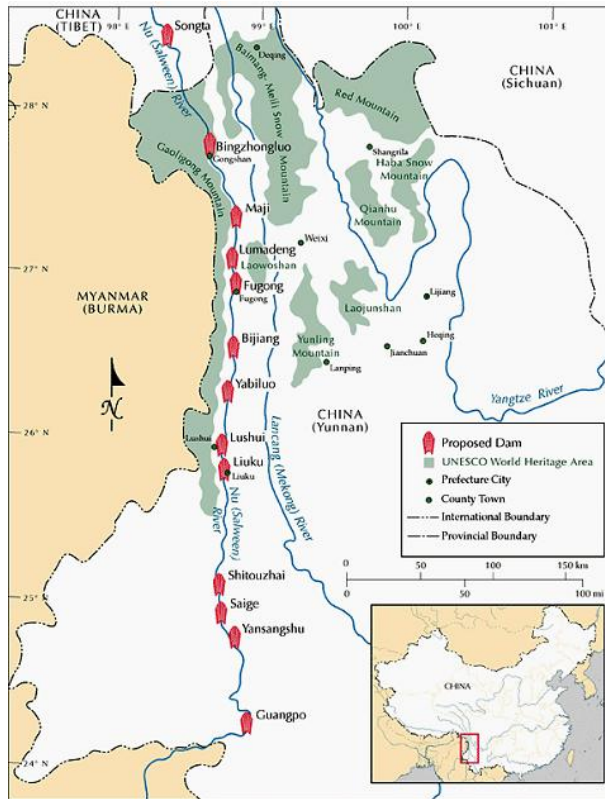 98° E
99° E
100° E
101° E
CHINA
(TIBET)
Songta
Nu (Salween) River
Deqing
Baimang- Meili Snow
Mountain
CHINA
(Sichuan)
28° N
Red Mountain
Bingzhongluo
Gongshan
Gaoligong Mountain
Shangrila
Haba Snow
Mountain
Qianhu
Mountain
Maji
Weixi
Lumadeng
Laowoshan
27° N
Fugong
Fugong
MYANMAR
(BURMA)
Lijiang
Laojunshan
Bijiang
Yunling
Mountain
Heqing
Jianchuan
Lanping
Yabiluo
Yangtze River
N
26° N
CHINA
(Yunnan)
Lancang (Mekong) River
Lushui
Lushui
Liuku
Liuku
Nu (Salween)
River
Proposed Dam
UNESCO World Heritage Area
Prefecture City
County Town
International Boundary
Provincial Boundary
0 50 100 150 km
0 50 100 mi
Shitouzhai
25° N
Saige
Yansangshu
Guangpo
24° N
CHINA